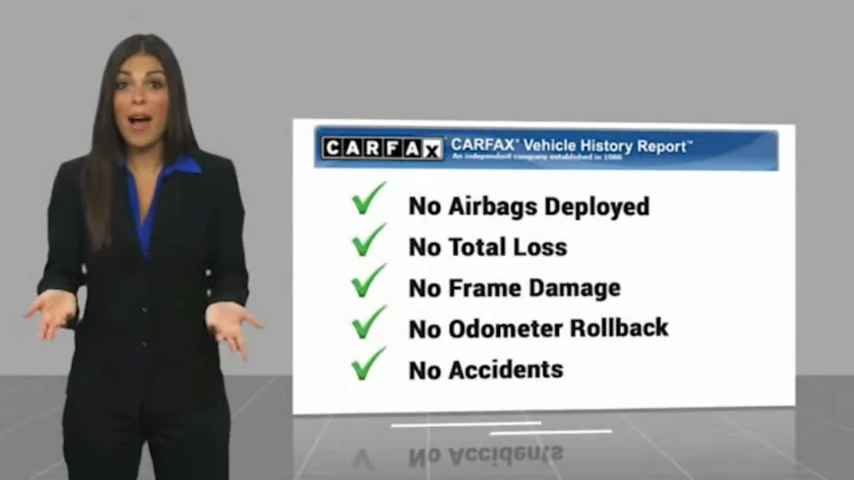 CARFAX CARFAX® Vehicle History Report™
An independent company established in 1986
No Airbags Deployed
No Total Loss
No Frame Damage
No Odometer Rollback
No Accidents
No Accidents